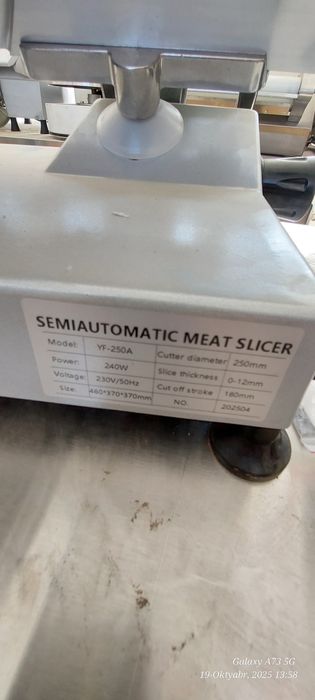 SEMIAUTOMATIC MEAT SLICER
Model: YF-250A Cutter diameter 250mm
Power: 240W Slice thickness 0-12mm
Voltage: 230V/50Hz Cut off stroke 180mm
Size: 460*370*370mm NO. 202504
Galaxy A73 5G
19-Oktyabr, 2025 13:58